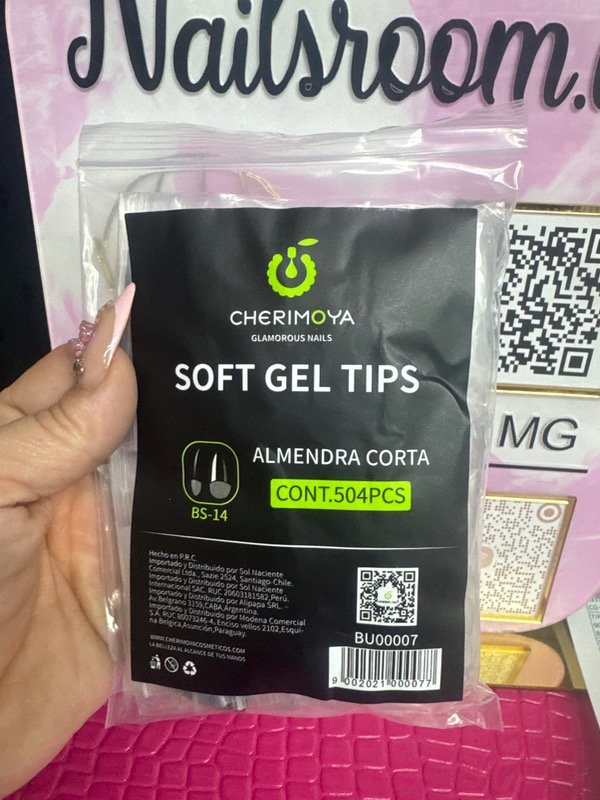 Nailsroom.
CHERIMOYA
GLAMOROUS NAILS
SOFT GEL TIPS
ALMENDRA CORTA
CONT.504PCS
BS-14
Hecho en P.R.C.
Importado y Distribuido por Sol Naciente
Comercial Ltda., Sazie 2524, Santiago-Chile.
Importado y Distribuido por Sol Naciente
Internacional SAC. RUC 20603181582,Perú.
Importado y Distribuido por Alipapa SRL. –
Av.Belgrano 3159,CABA,Argentina.
Importado y Distribuido por Modena Comercial
S.A. RUC 80073246-4, Enciso vellos 2102,Esqui-
na Belgica,Asunción,Paraguay.
WWW.CHERIMOYACOSMETICOS.COM
LA BELLEZA AL ALCANCE DE TUS MANOS
BU00007
9 002021 000077
MG